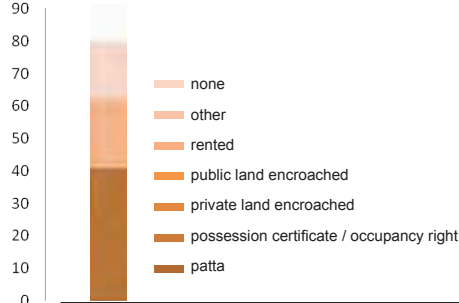 90
80
70
60
50
40
30
20
10
0
none
other
rented
public land encroached
private land encroached
possession certificate / occupancy right
patta